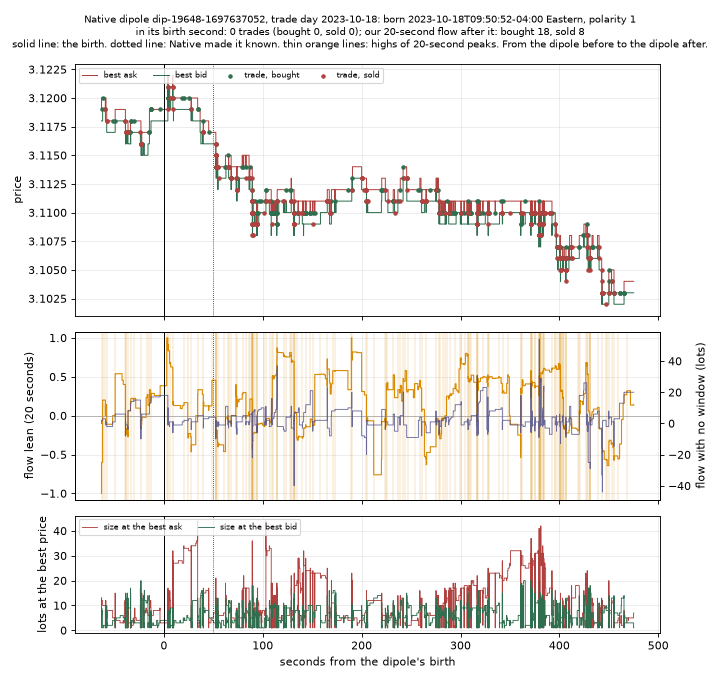 Native dipole dip-19648-1697637052, trade day 2023-10-18: born 2023-10-18T09:50:52-04:00 Eastern, polarity 1
in its birth second: 0 trades (bought 0, sold 0); our 20-second flow after it: bought 18, sold 8
solid line: the birth. dotted line: Native made it known. thin orange lines: highs of 20-second peaks. From the dipole before to the dipole after.
best ask best bid trade, bought trade, sold
3.1225
3.1200
3.1175
3.1150
3.1125
3.1100
3.1075
3.1050
3.1025
price
1.0
0.5
0.0
−0.5
−1.0
flow lean (20 seconds)
40
20
0
−20
−40
flow with no window (lots)
size at the best ask size at the best bid
40
30
20
10
0
lots at the best price
0 100 200 300 400 500
seconds from the dipole's birth